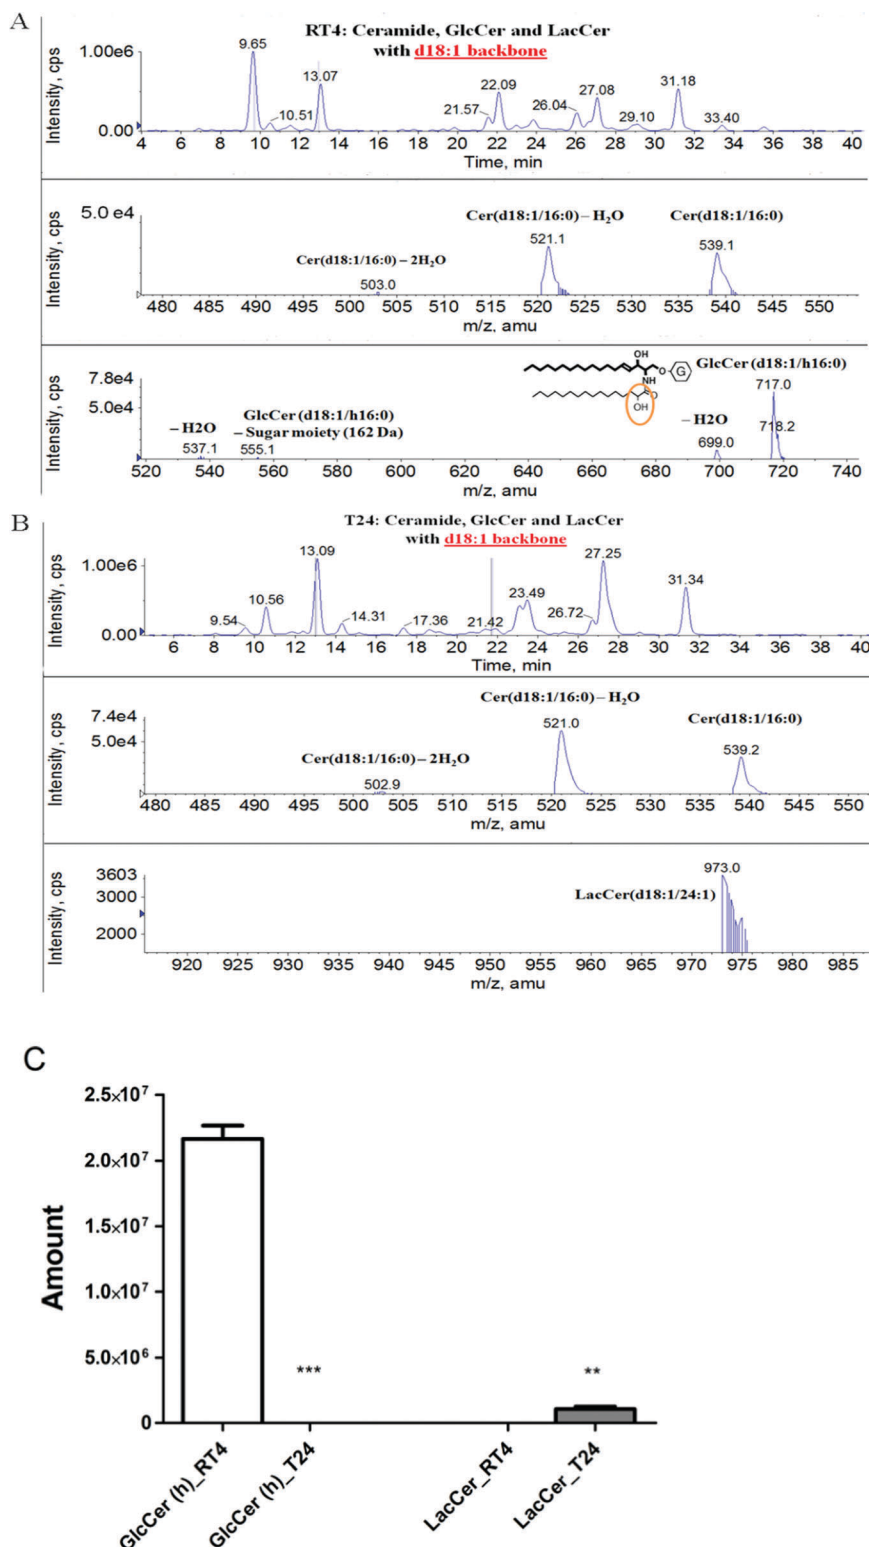 A
RT4: Ceramide, GlcCer and LacCer
with d18:1 backbone
Intensity, cps
1.00e6
0.00
9.65
10.51
13.07
21.57
22.09
26.04
27.08
29.10
31.18
33.40
4 6 8 10 12 14 16 18 20 22 24 26 28 30 32 34 36 38 40
Time, min
Intensity, cps
5.0 e4
0.0
Cer(d18:1/16:0) – 2H₂O
503.0
Cer(d18:1/16:0) – H₂O
521.1
Cer(d18:1/16:0)
539.1
480 485 490 495 500 505 510 515 520 525 530 535 540 545 550
m/z, amu
Intensity, cps
7.8e4
5.0e4
0.0
– H2O
537.1
GlcCer (d18:1/h16:0)
– Sugar moiety (162 Da)
555.1
OH
O
G
NH
O
OH
GlcCer (d18:1/h16:0)
717.0
718.2
– H2O
699.0
520 540 560 580 600 620 640 660 680 700 720 740
m/z, amu
B
T24: Ceramide, GlcCer and LacCer
with d18:1 backbone
Intensity, cps
1.00e6
0.00
9.54
10.56
13.09
14.31
17.36
21.42
23.49
26.72
27.25
31.34
6 8 10 12 14 16 18 20 22 24 26 28 30 32 34 36 38 40
Time, min
Intensity, cps
7.4e4
5.0e4
0.0
Cer(d18:1/16:0) – 2H₂O
502.9
Cer(d18:1/16:0) – H₂O
521.0
Cer(d18:1/16:0)
539.2
480 485 490 495 500 505 510 515 520 525 530 535 540 545 550
m/z, amu
Intensity, cps
3603
3000
2000
LacCer(d18:1/24:1)
973.0
920 925 930 935 940 945 950 955 960 965 970 975 980 985
m/z, amu
C
Amount
2.5×10⁷
2.0×10⁷
1.5×10⁷
1.0×10⁷
5.0×10⁶
0
***
**
GlcCer (h)_RT4
GlcCer (h)_T24
LacCer_RT4
LacCer_T24